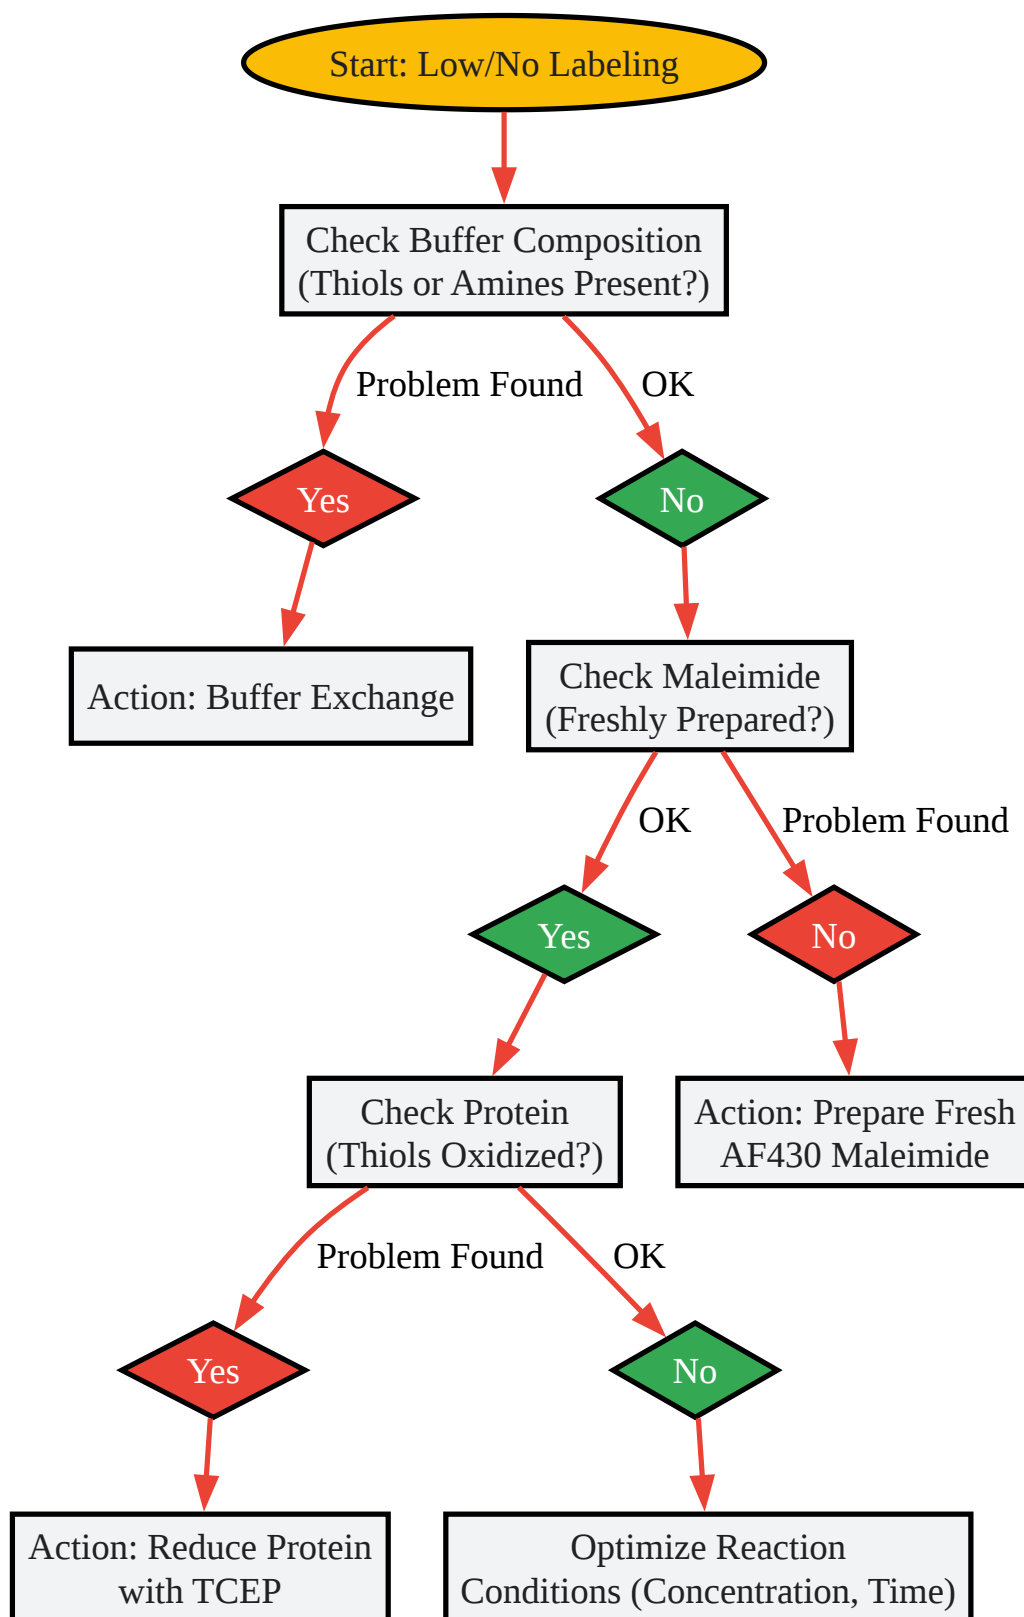 Start: Low/No Labeling
Check Buffer Composition
(Thiols or Amines Present?)
Problem Found
OK
Yes
No
Action: Buffer Exchange
Check Maleimide
(Freshly Prepared?)
OK
Problem Found
Yes
No
Check Protein
(Thiols Oxidized?)
Action: Prepare Fresh
AF430 Maleimide
Problem Found
OK
Yes
No
Action: Reduce Protein
with TCEP
Optimize Reaction
Conditions (Concentration, Time)